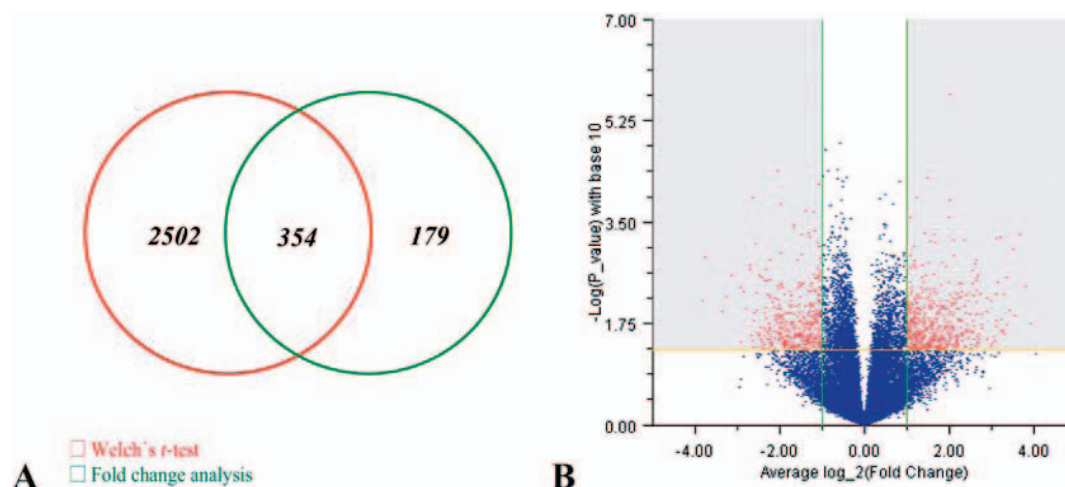 2502 354 179
Welch's t-test
Fold change analysis
A
7.00
5.25
3.50
1.75
0.00
-Log(P_value) with base 10
-4.00 -2.00 0.00 2.00 4.00
Average log_2(Fold Change)
B